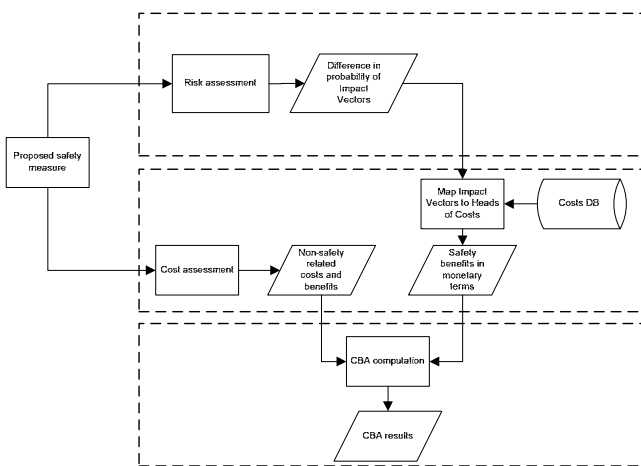 Risk assessment
Difference in
probability of
Impact
Vectors
Proposed safety
measure
Map Impact
Vectors to Heads
of Costs
Costs DB
Cost assessment
Non-safety
related
costs and
benefits
Safety
benefits in
monetary
terms
CBA computation
CBA results